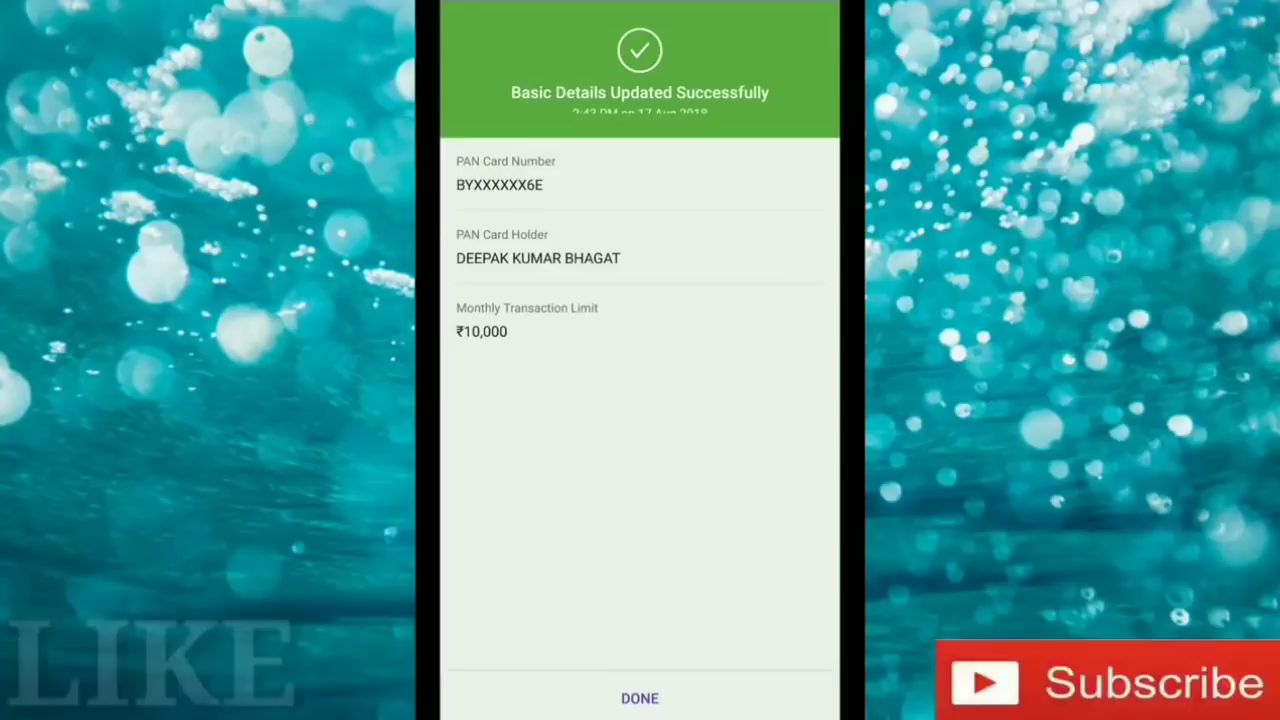 Basic Details Updated Successfully
2:43 PM on 17 Aug 2018
PAN Card Number
BYXXXXXX6E
PAN Card Holder
DEEPAK KUMAR BHAGAT
Monthly Transaction Limit
₹10,000
DONE
LIKE
Subscribe